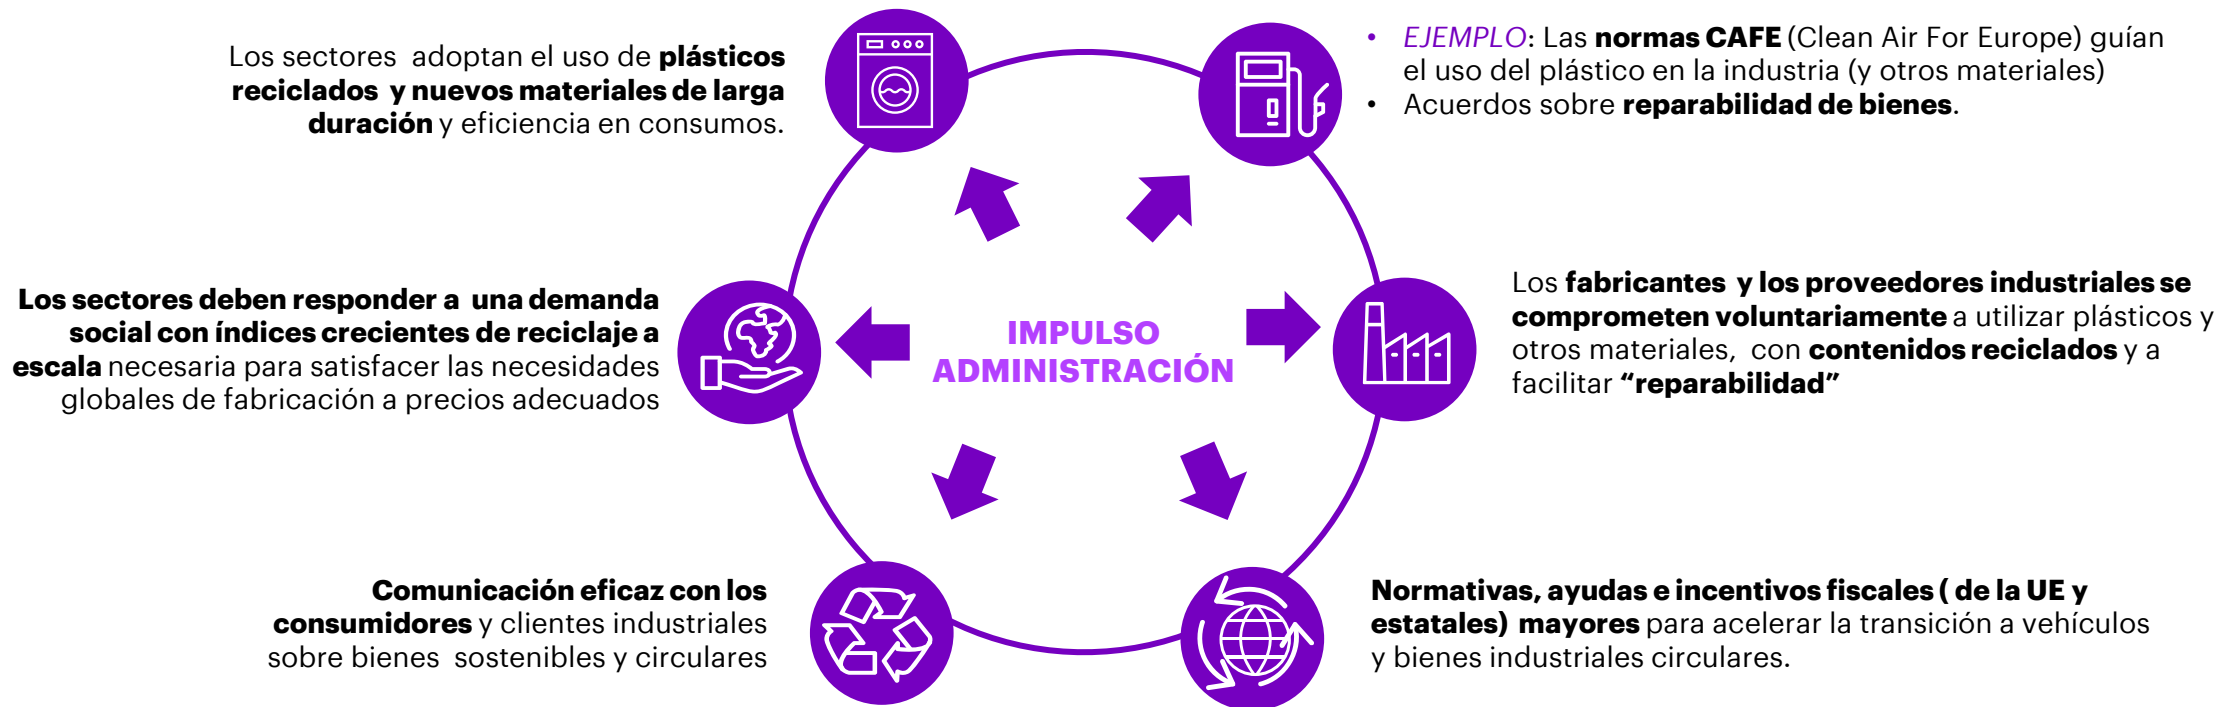 Los sectores adoptan el uso de plásticos
reciclados y nuevos materiales de larga
duración y eficiencia en consumos.
• EJEMPLO: Las normas CAFE (Clean Air For Europe) guían
el uso del plástico en la industria (y otros materiales)
• Acuerdos sobre reparabilidad de bienes.
Los sectores deben responder a una demanda
social con índices crecientes de reciclaje a
escala necesaria para satisfacer las necesidades
globales de fabricación a precios adecuados
IMPULSO
ADMINISTRACIÓN
Los fabricantes y los proveedores industriales se
comprometen voluntariamente a utilizar plásticos y
otros materiales, con contenidos reciclados y a
facilitar “reparabilidad”
Comunicación eficaz con los
consumidores y clientes industriales
sobre bienes sostenibles y circulares
Normativas, ayudas e incentivos fiscales ( de la UE y
estatales) mayores para acelerar la transición a vehículos
y bienes industriales circulares.